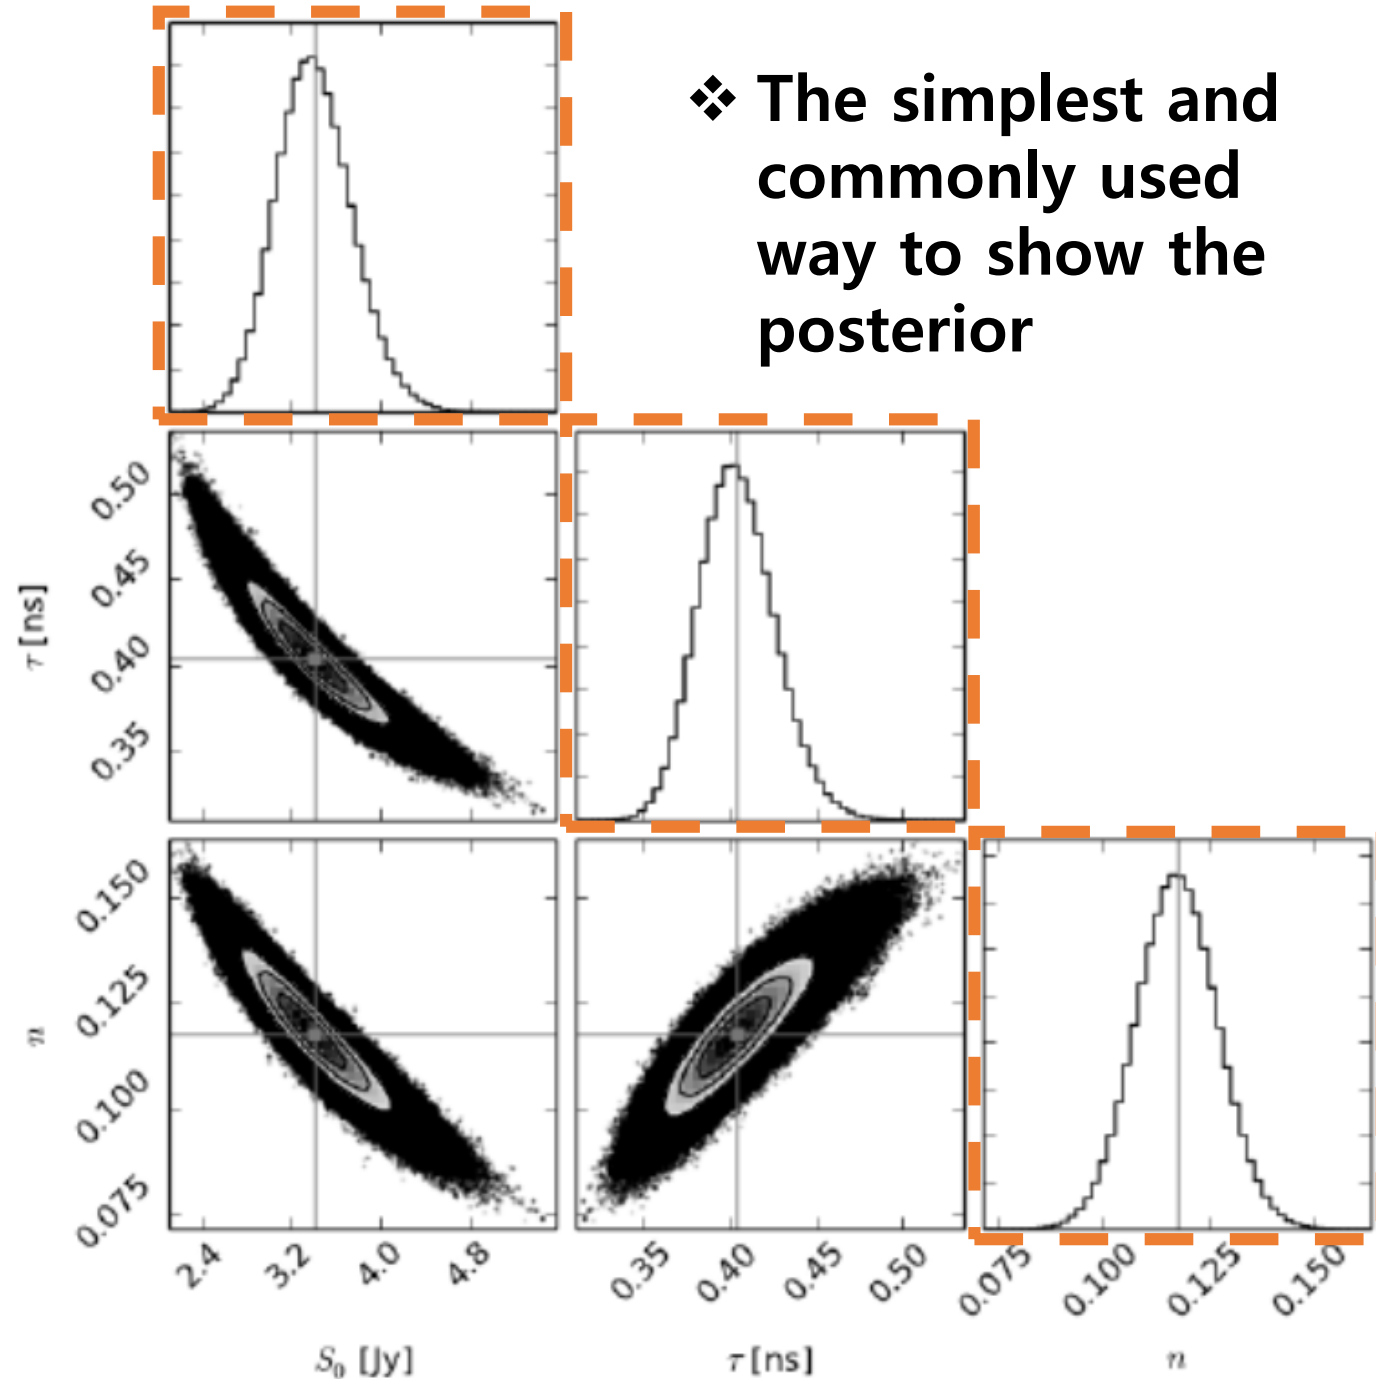 ❖ The simplest and
commonly used
way to show the
posterior
0.50
0.45
0.40
0.35
τ [ns]
0.150
0.125
0.100
0.075
n
2.4 3.2 4.0 4.8
0.35 0.40 0.45 0.50
0.075 0.100 0.125 0.150
S₀ [Jy]
τ [ns]
n